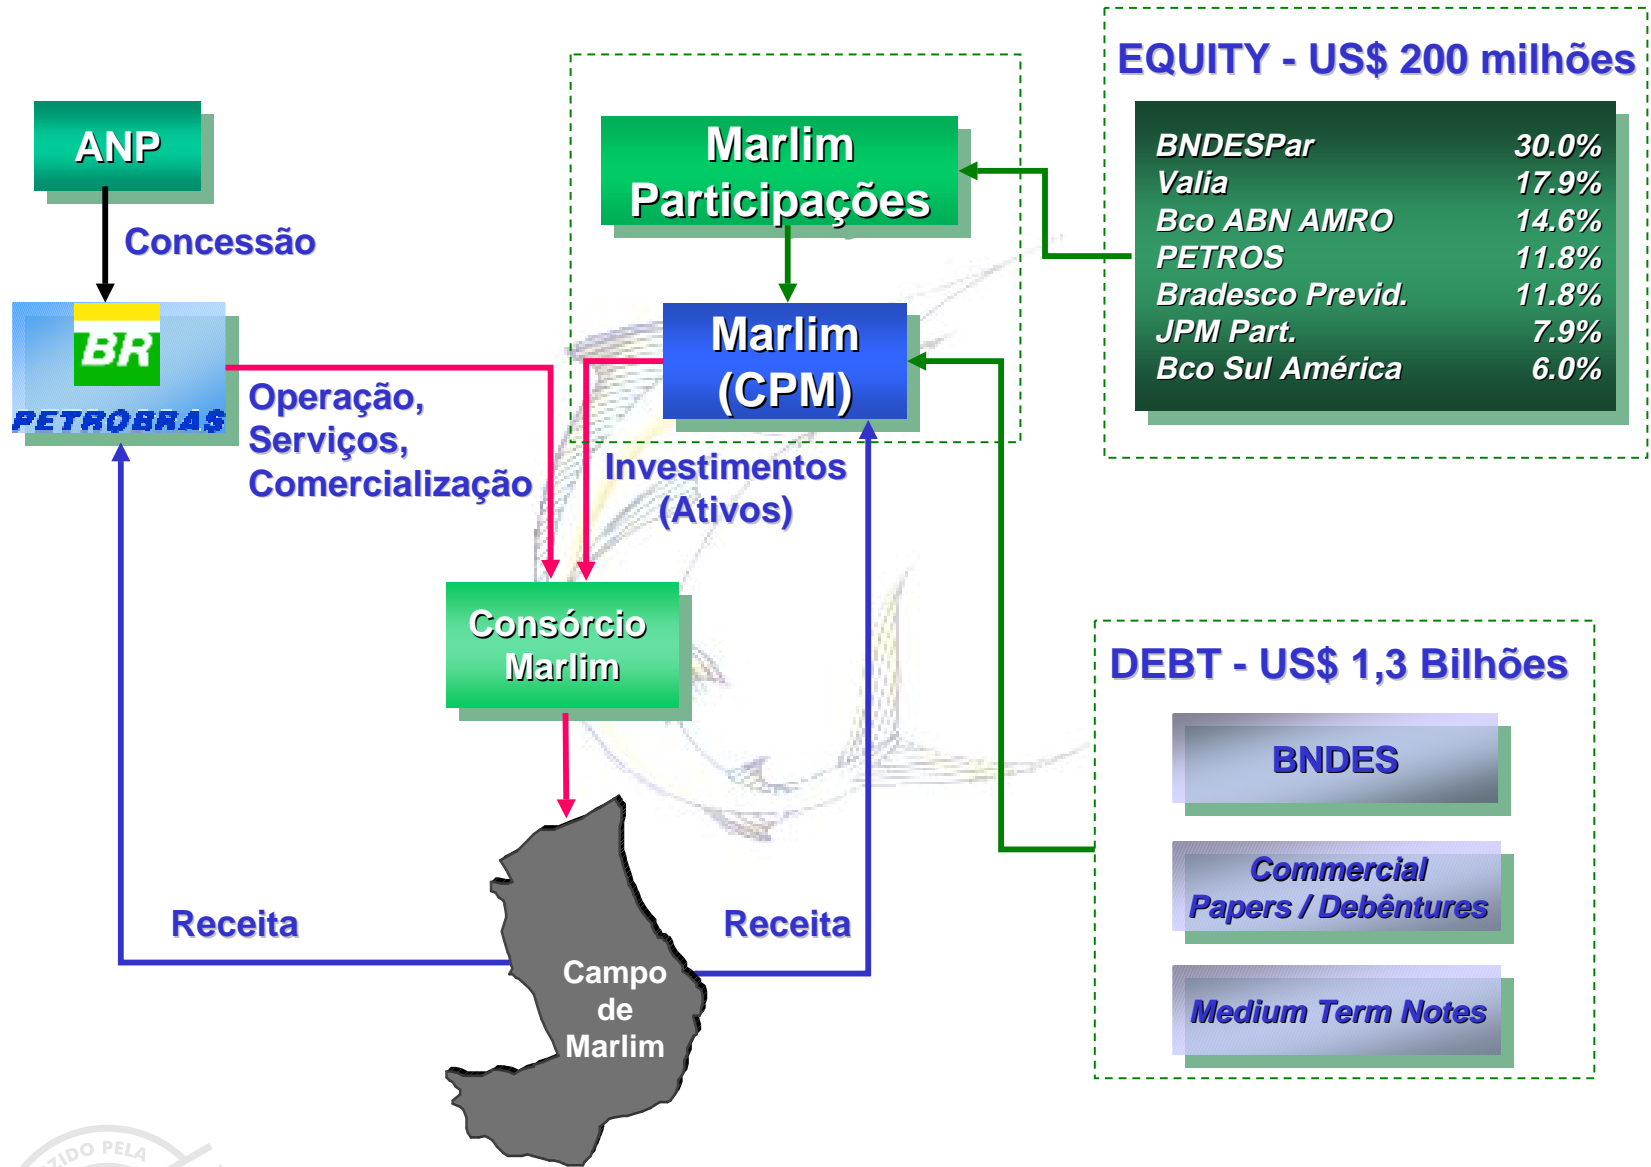 EQUITY - US$ 200 milhões
BNDESPar 30.0%
Valia 17.9%
Bco ABN AMRO 14.6%
PETROS 11.8%
Bradesco Previd. 11.8%
JPM Part. 7.9%
Bco Sul América 6.0%
ANP
Concessão
BR
PETROBRAS
Marlim
Participações
Marlim
(CPM)
Operação,
Serviços,
Comercialização
Investimentos
(Ativos)
Consórcio
Marlim
DEBT - US$ 1,3 Bilhões
BNDES
Commercial
Papers / Debêntures
Medium Term Notes
Receita
Receita
Campo
de
Marlim
PELA